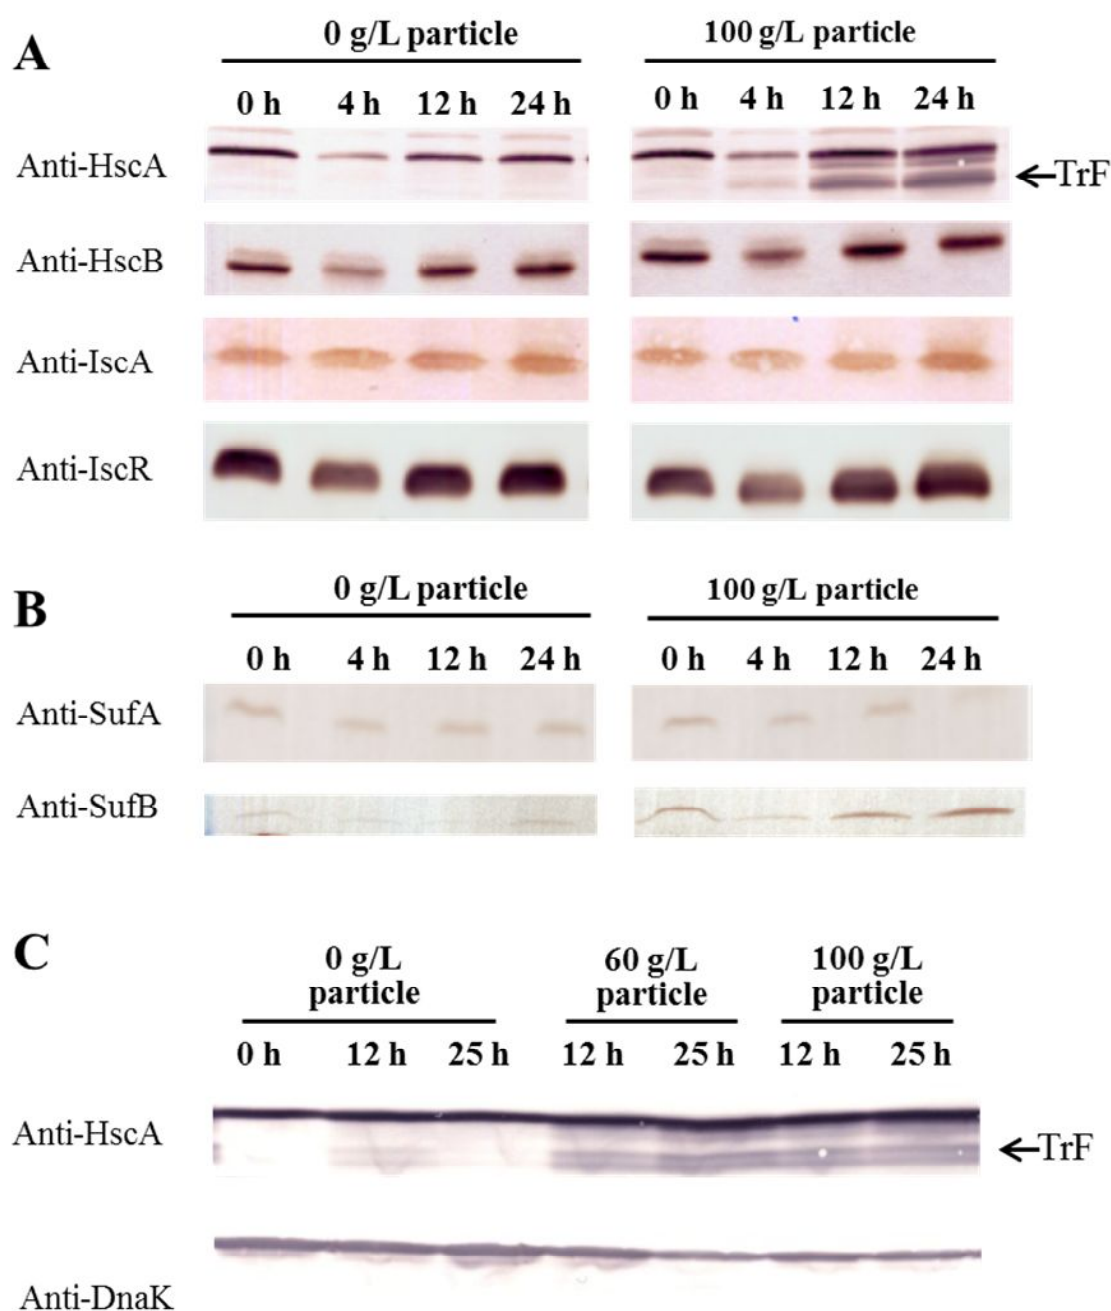 A
0 g/L particle
100 g/L particle
0 h 4 h 12 h 24 h
0 h 4 h 12 h 24 h
Anti-HscA
TrF
Anti-HscB
Anti-IscA
Anti-IscR
B
0 g/L particle
100 g/L particle
0 h 4 h 12 h 24 h
0 h 4 h 12 h 24 h
Anti-SufA
Anti-SufB
C
0 g/L
particle
60 g/L
particle
100 g/L
particle
0 h 12 h 25 h
12 h 25 h
12 h 25 h
Anti-HscA
TrF
Anti-DnaK